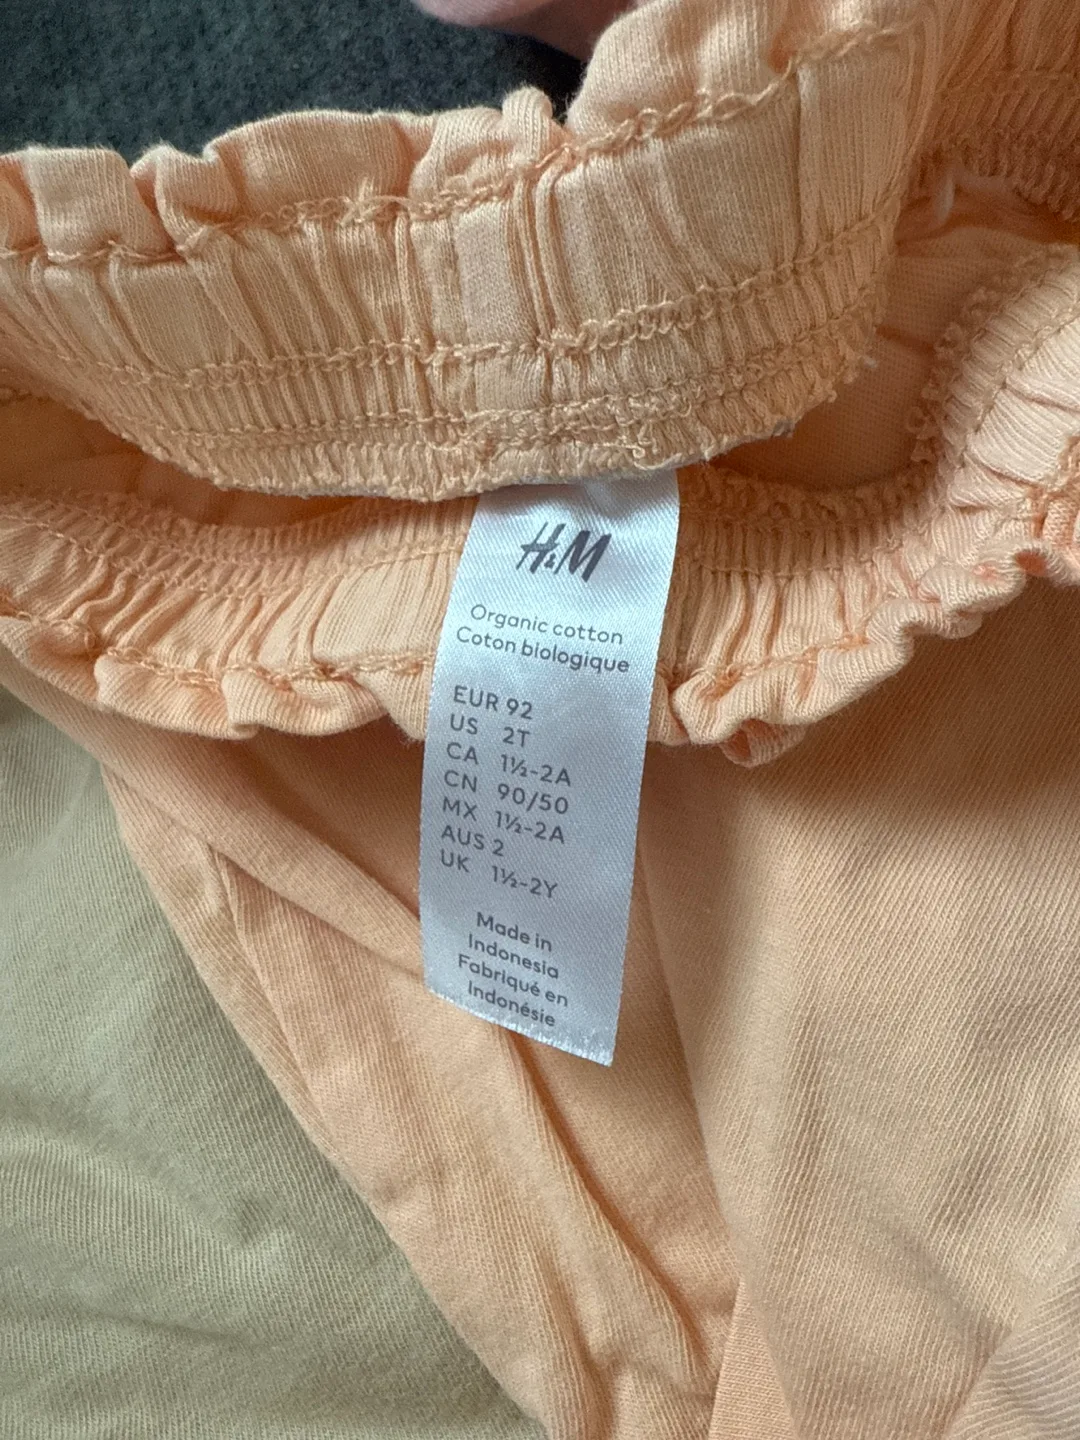 H&M
Organic cotton
Coton biologique
EUR 92
US 2T
CA 1½-2A
CN 90/50
MX 1½-2A
AUS 2
UK 1½-2Y
Made in
Indonesia
Fabriqué en
Indonésie